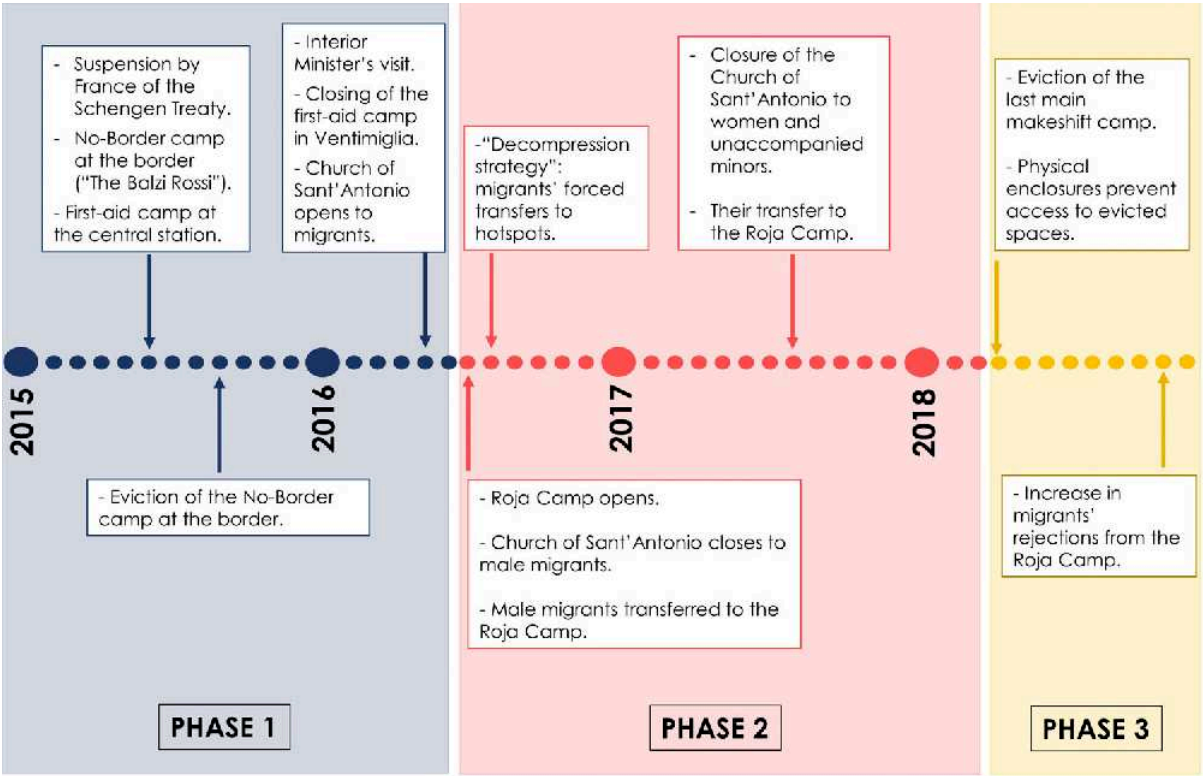 - Suspension by
France of the
Schengen Treaty.
- No-Border camp
at the border
("The Balzi Rossi").
- First-aid camp at
the central station.
- Interior
Minister's visit.
- Closing of the
first-aid camp
in Ventimiglia.
- Church of
Sant'Antonio
opens to
migrants.
-"Decompression
strategy":
migrants' forced
transfers to
hotspots.
- Closure of the
Church of
Sant'Antonio to
women and
unaccompanied
minors.
- Their transfer to
the Roja Camp.
- Eviction of the
last main
makeshift camp.
- Physical
enclosures prevent
access to evicted
spaces.
2015
2016
2017
2018
- Eviction of the No-Border
camp at the border.
- Roja Camp opens.
- Church of Sant'Antonio closes to
male migrants.
- Male migrants transferred to the
Roja Camp.
- Increase in
migrants'
rejections from the
Roja Camp.
PHASE 1
PHASE 2
PHASE 3